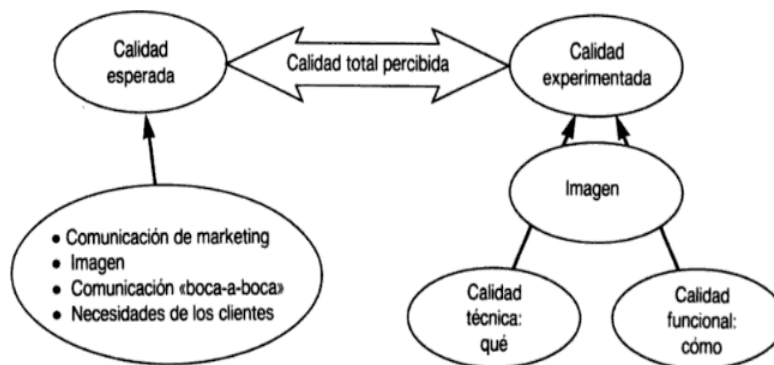 Calidad
esperada
Calidad total percibida
Calidad
experimentada
• Comunicación de marketing
• Imagen
• Comunicación «boca-a-boca»
• Necesidades de los clientes
Imagen
Calidad
técnica:
qué
Calidad
funcional:
cómo